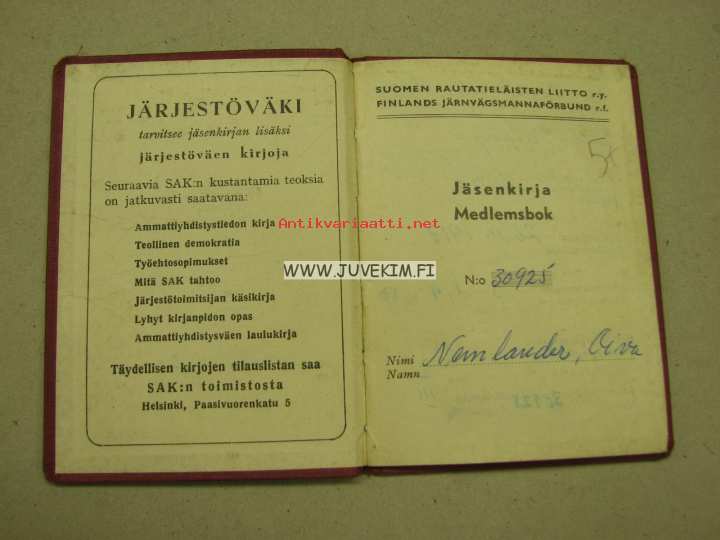 JÄRJESTÖVÄKI
tarvitsee jäsenkirjan lisäksi
järjestöväen kirjoja
Seuraavia SAK:n kustantamia teoksia
on jatkuvasti saatavana:
Ammattiyhdistystiedon kirja
Teollinen demokratia
Työehtosopimukset
Mitä SAK tahtoo
Järjestötoimitsijan käsikirja
Lyhyt kirjanpidon opas
Ammattiyhdistysväen laulukirja
Täydellisen kirjojen tilauslistan saa
SAK:n toimistosta
Helsinki, Paasivuorenkatu 5
Antikvariaatti.net
WWW.JUVEKIM.FI
SUOMEN RAUTATIELÄISTEN LIITTO r.y.
FINLANDS JÄRNVÄGSMANNAFÖRBUND r.f.
Jäsenkirja
Medlemsbok
N:o 30925
Nimi
Namn
Oiva